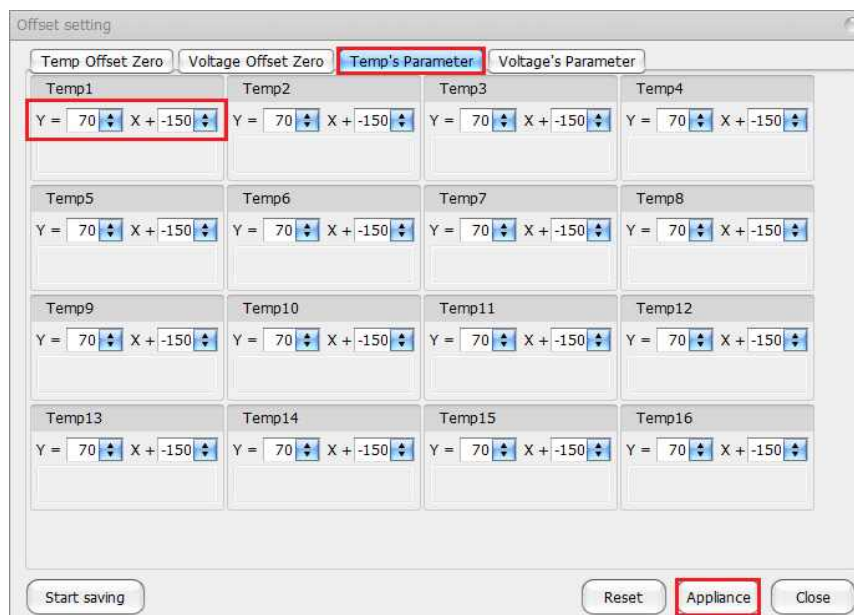 Offset setting
Temp Offset Zero Voltage Offset Zero Temp's Parameter Voltage's Parameter
Temp1 Temp2 Temp3 Temp4
Y = 70 X + -150 Y = 70 X + -150 Y = 70 X + -150 Y = 70 X + -150
Temp5 Temp6 Temp7 Temp8
Y = 70 X + -150 Y = 70 X + -150 Y = 70 X + -150 Y = 70 X + -150
Temp9 Temp10 Temp11 Temp12
Y = 70 X + -150 Y = 70 X + -150 Y = 70 X + -150 Y = 70 X + -150
Temp13 Temp14 Temp15 Temp16
Y = 70 X + -150 Y = 70 X + -150 Y = 70 X + -150 Y = 70 X + -150
Start saving Reset Appliance Close